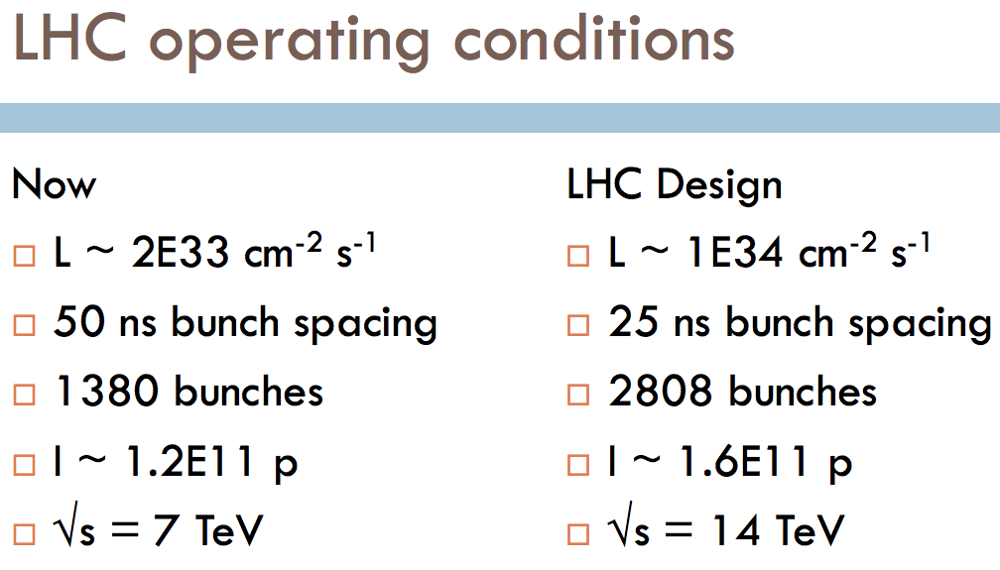 LHC operating conditions
Now
L ~ 2E33 cm⁻² s⁻¹
50 ns bunch spacing
1380 bunches
I ~ 1.2E11 p
√s = 7 TeV
LHC Design
L ~ 1E34 cm⁻² s⁻¹
25 ns bunch spacing
2808 bunches
I ~ 1.6E11 p
√s = 14 TeV